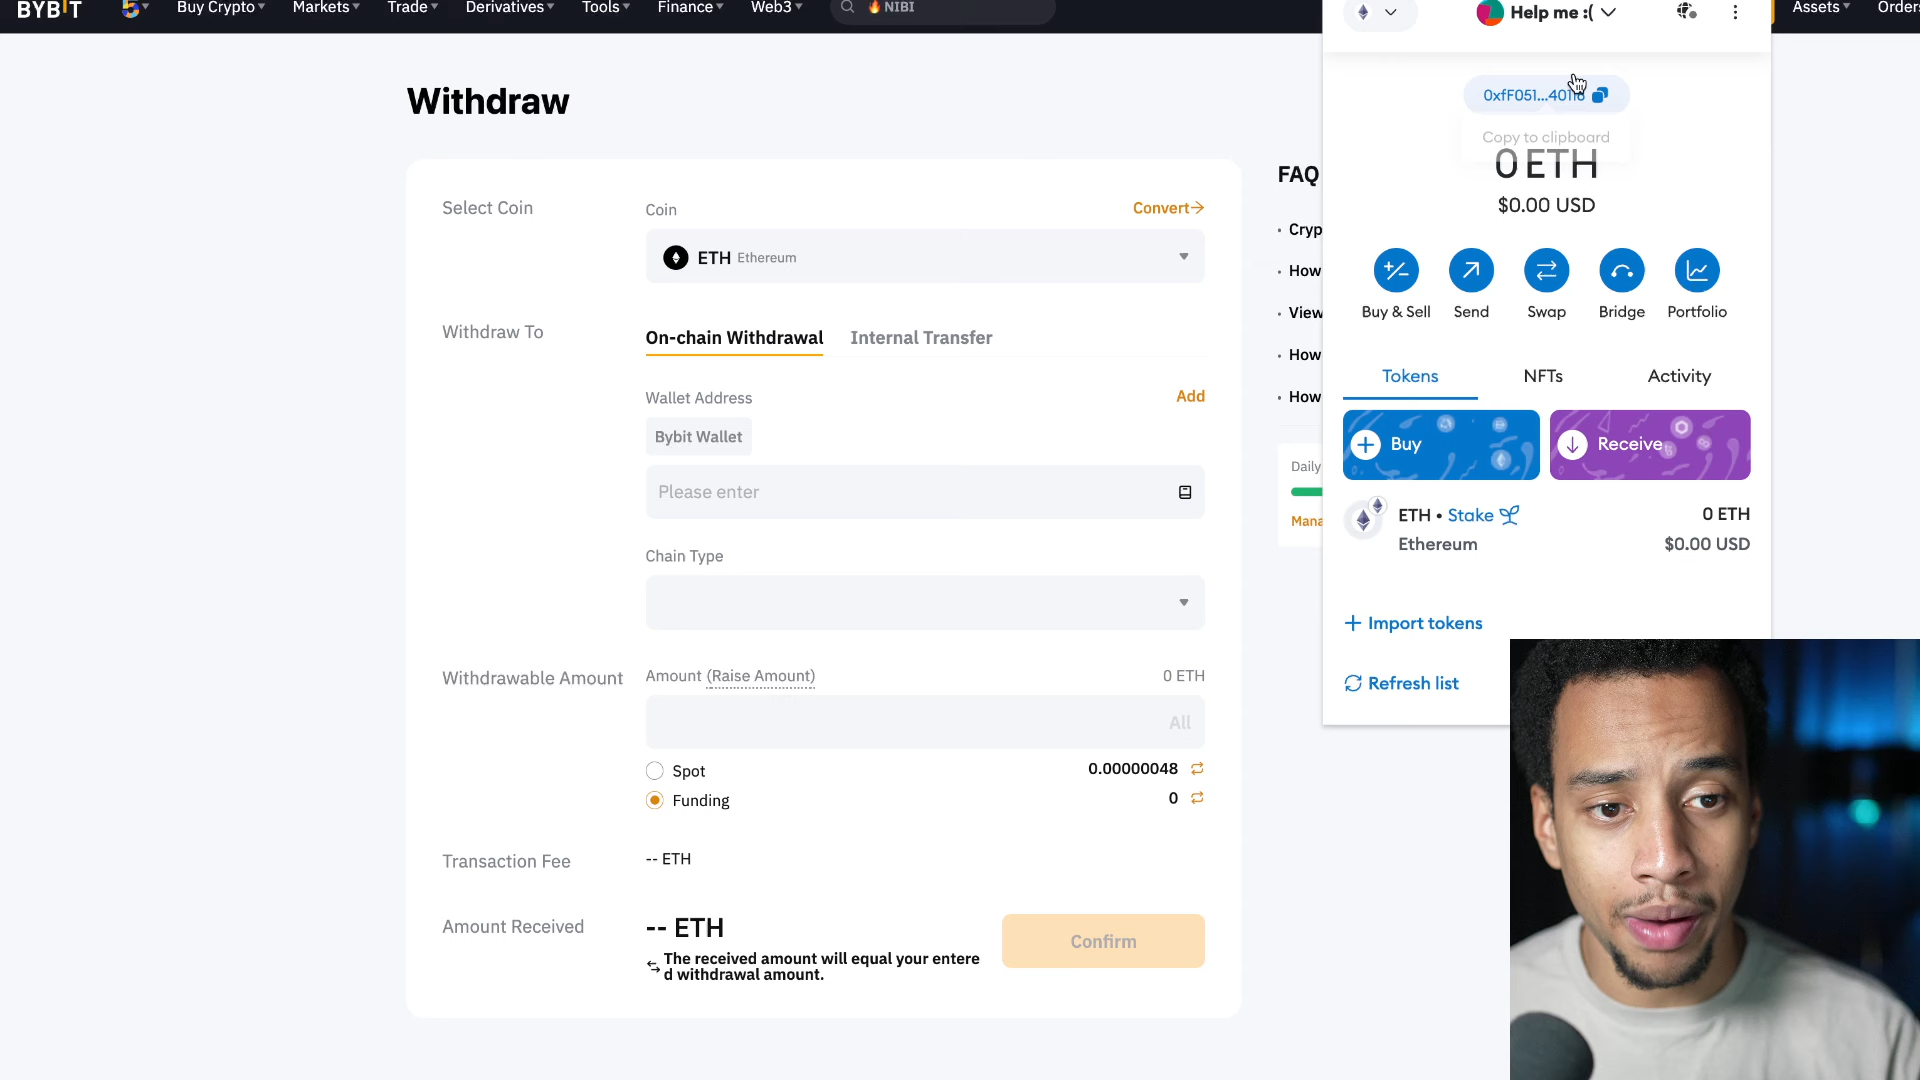 BYBIT
Buy Crypto
Markets
Trade
Derivatives
Tools
Finance
Web3
NIBI
Assets
Withdraw
Select Coin
Coin
Convert
ETH Ethereum
Withdraw To
On-chain Withdrawal
Internal Transfer
Wallet Address
Add
Bybit Wallet
Please enter
Chain Type
Withdrawable Amount
Amount (Raise Amount)
0 ETH
All
Spot
0.00000048
Funding
0
Transaction Fee
-- ETH
Amount Received
-- ETH
The received amount will equal your entere
d withdrawal amount.
Confirm
FAQ
View
How
How
How
Daily
Help me :(
Copy to clipboard
0 ETH
$0.00 USD
Buy & Sell
Send
Swap
Bridge
Portfolio
Tokens
NFTs
Activity
Buy
Receive
ETH • Stake
0 ETH
Ethereum
$0.00 USD
+ Import tokens
Refresh list